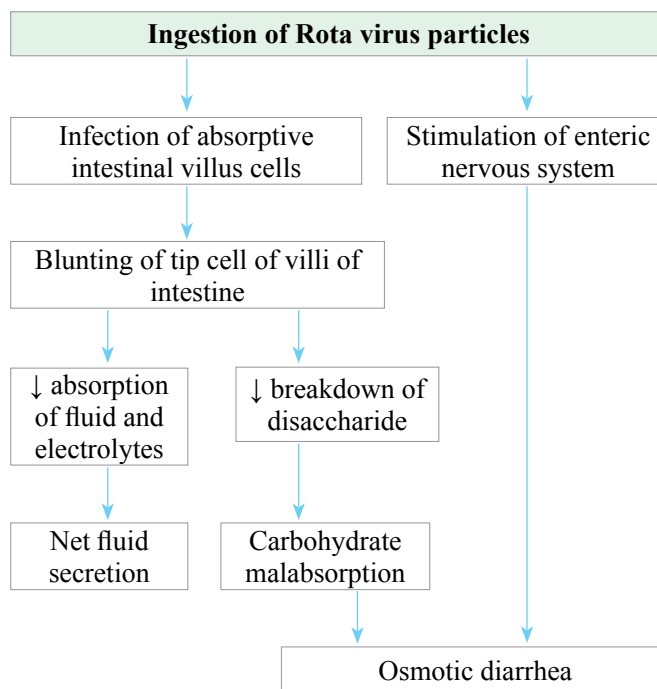 Ingestion of Rota virus particles
Infection of absorptive
intestinal villus cells
Stimulation of enteric
nervous system
Blunting of tip cell of villi of
intestine
↓ absorption
of fluid and
electrolytes
↓ breakdown of
disaccharide
Net fluid
secretion
Carbohydrate
malabsorption
Osmotic diarrhea